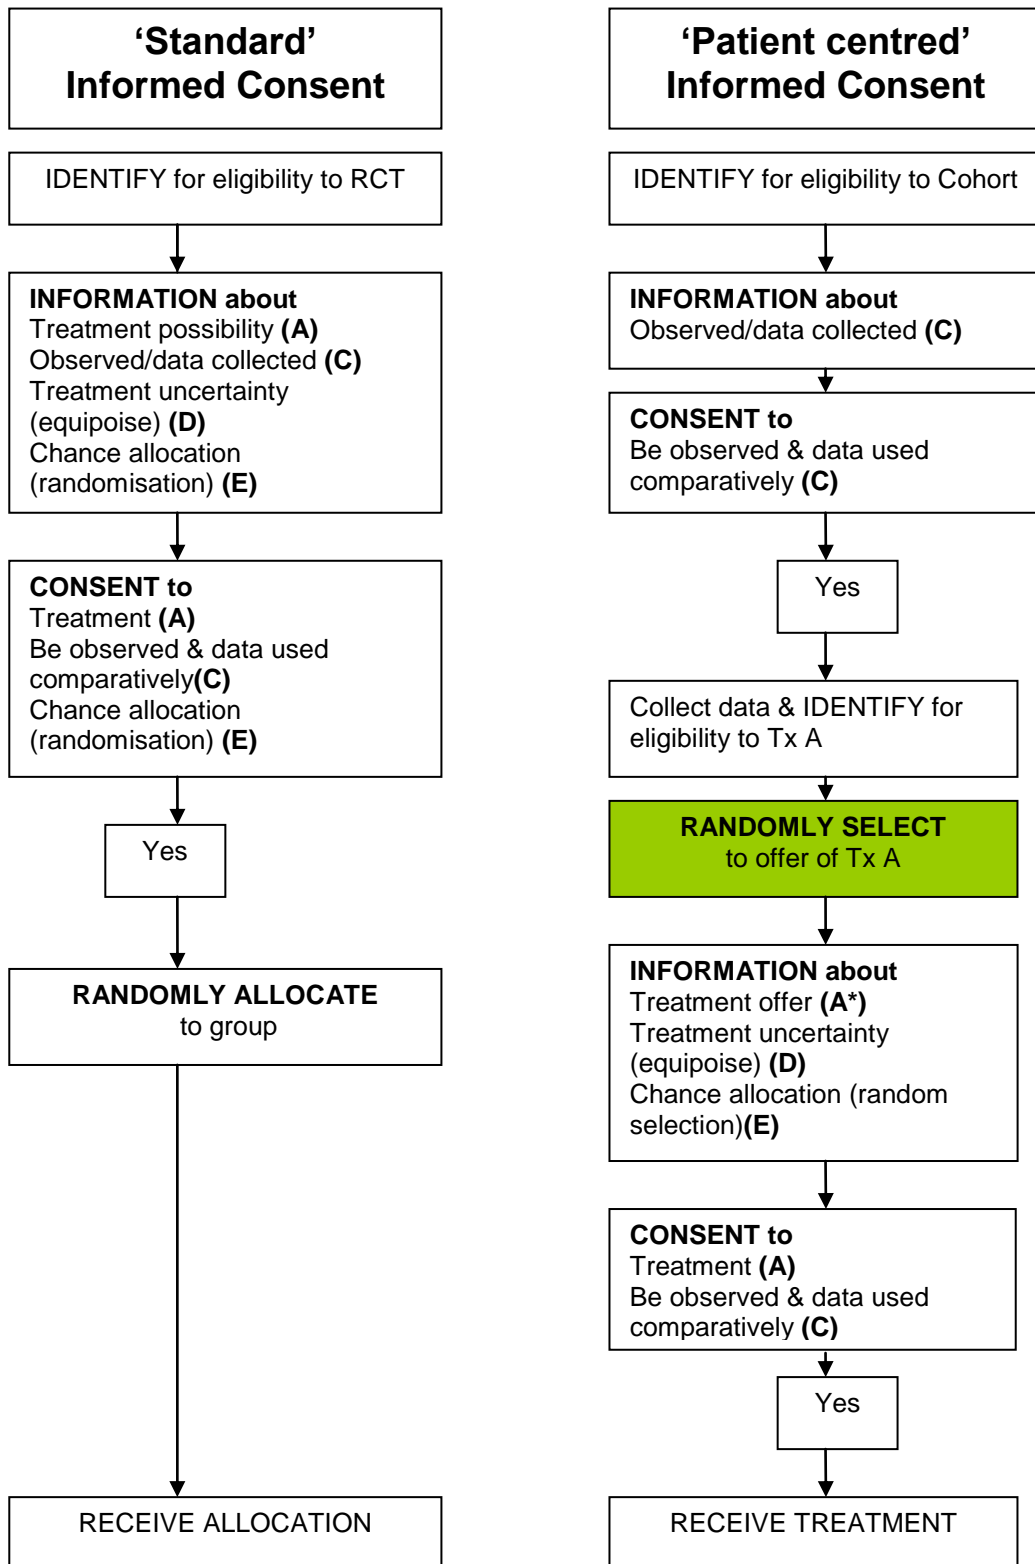 ‘Standard’
Informed Consent
IDENTIFY for eligibility to RCT
INFORMATION about
Treatment possibility (A)
Observed/data collected (C)
Treatment uncertainty
(equipoise) (D)
Chance allocation
(randomisation) (E)
CONSENT to
Treatment (A)
Be observed & data used
comparatively(C)
Chance allocation
(randomisation) (E)
Yes
RANDOMLY ALLOCATE
to group
RECEIVE ALLOCATION
‘Patient centred’
Informed Consent
IDENTIFY for eligibility to Cohort
INFORMATION about
Observed/data collected (C)
CONSENT to
Be observed & data used
comparatively (C)
Yes
Collect data & IDENTIFY for
eligibility to Tx A
RANDOMLY SELECT
to offer of Tx A
INFORMATION about
Treatment offer (A*)
Treatment uncertainty
(equipoise) (D)
Chance allocation (random
selection)(E)
CONSENT to
Treatment (A)
Be observed & data used
comparatively (C)
Yes
RECEIVE TREATMENT